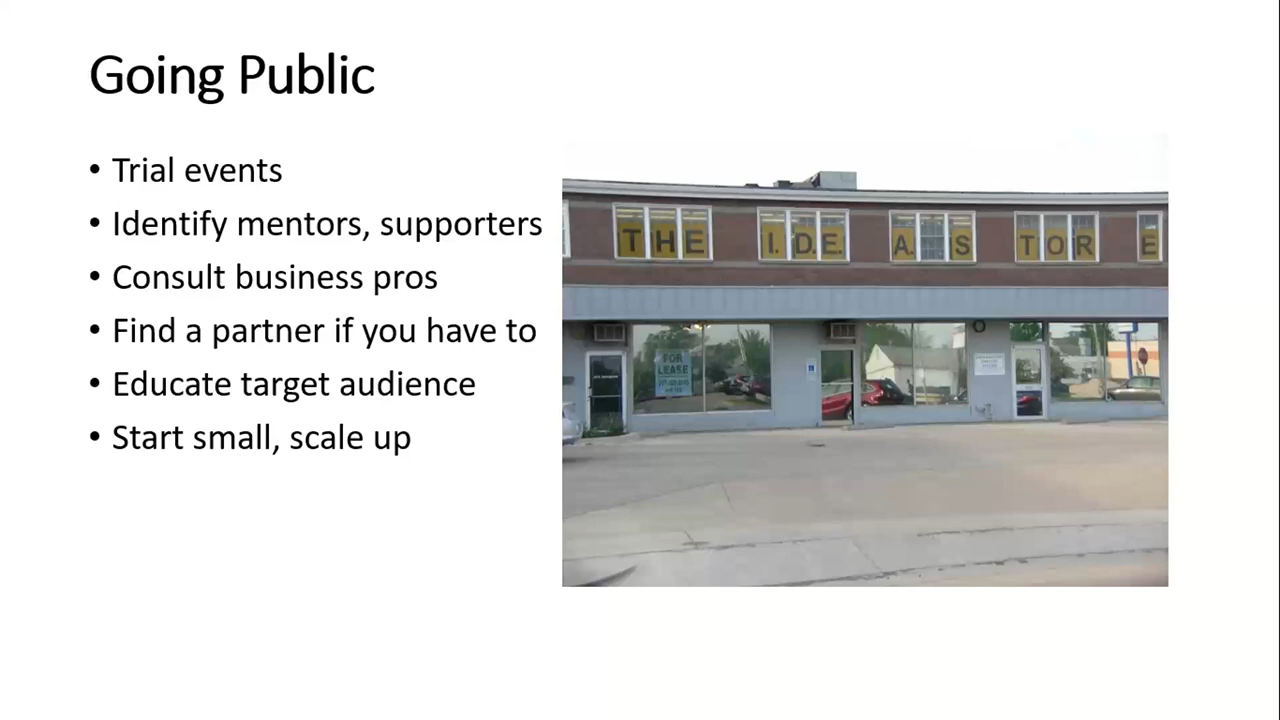 Going Public
• Trial events
• Identify mentors, supporters
• Consult business pros
• Find a partner if you have to
• Educate target audience
• Start small, scale up
THE I.D.E. A.S TOR E
FOR
LEASE